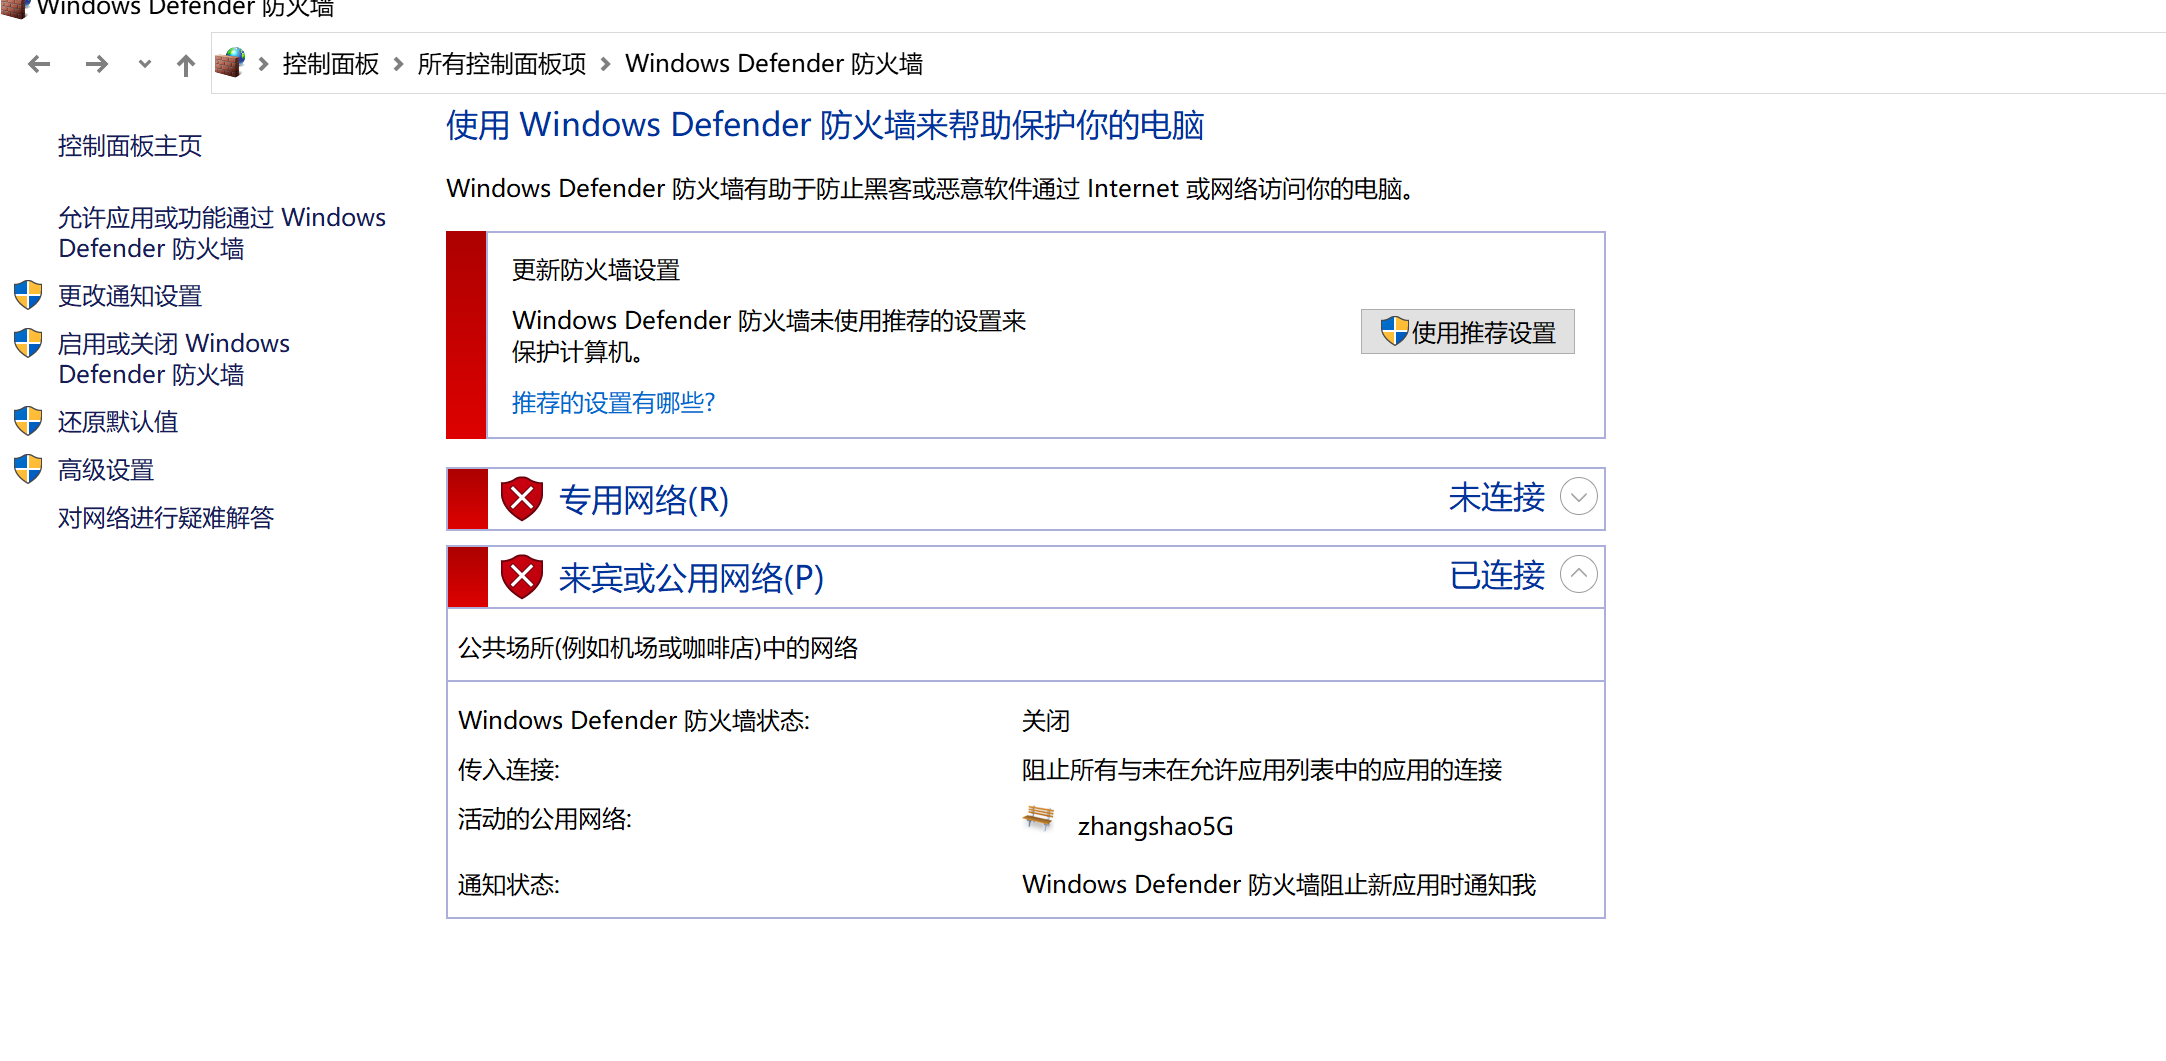 Windows Defender 防火墙
控制面板 > 所有控制面板项 > Windows Defender 防火墙
控制面板主页
允许应用或功能通过 Windows
Defender 防火墙
更改通知设置
启用或关闭 Windows
Defender 防火墙
还原默认值
高级设置
对网络进行疑难解答
使用 Windows Defender 防火墙来帮助保护你的电脑
Windows Defender 防火墙有助于防止黑客或恶意软件通过 Internet 或网络访问你的电脑。
更新防火墙设置
Windows Defender 防火墙未使用推荐的设置来
保护计算机。
使用推荐设置
推荐的设置有哪些?
专用网络(R) 未连接
来宾或公用网络(P) 已连接
公共场所(例如机场或咖啡店)中的网络
Windows Defender 防火墙状态: 关闭
传入连接: 阻止所有与未在允许应用列表中的应用的连接
活动的公用网络: zhangshao5G
通知状态: Windows Defender 防火墙阻止新应用时通知我